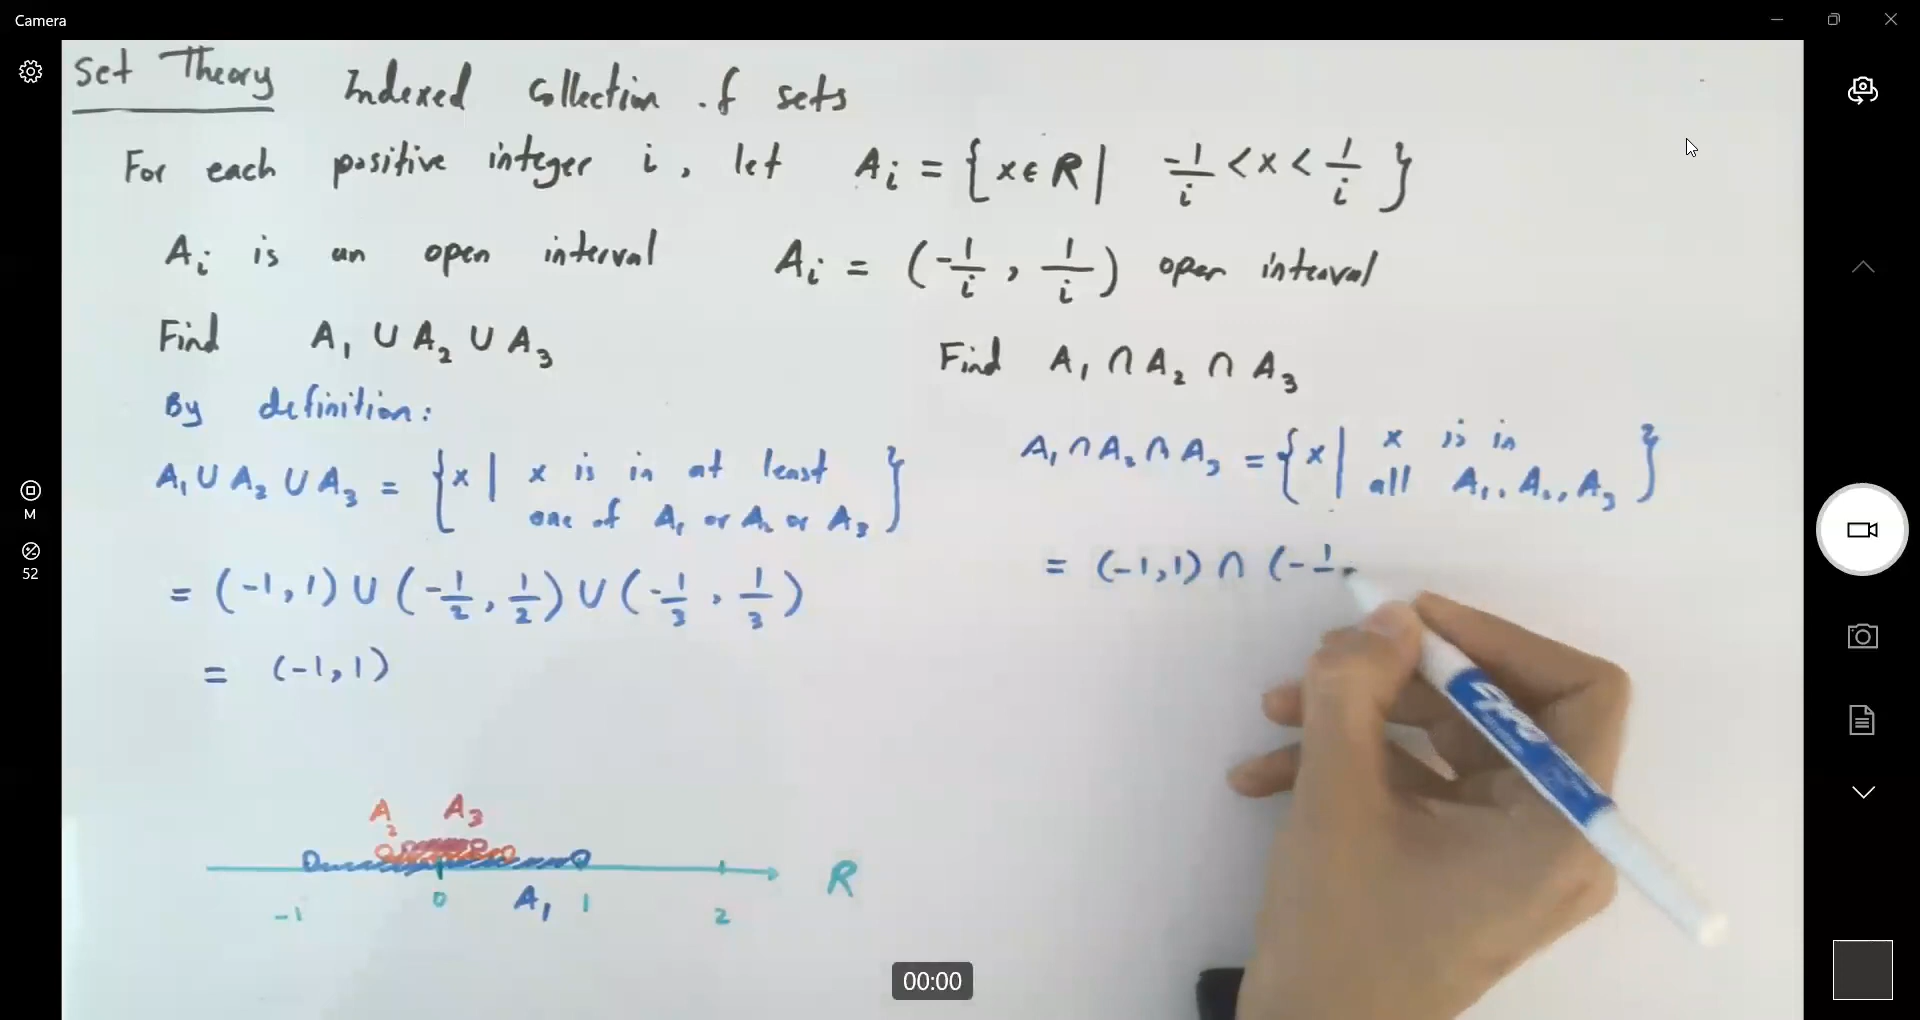 Camera
Set Theory Indexed Collection of sets
For each positive integer i, let Ai = { x ∈ R | -1/i < x < 1/i }
Ai is an open interval Ai = (-1/i, 1/i) open interval
Find A1 ∪ A2 ∪ A3
By definition:
A1 ∪ A2 ∪ A3 = { x | x is in at least
one of A1 or A2 or A3 }
= (-1, 1) ∪ (-1/2, 1/2) ∪ (-1/3, 1/3)
= (-1, 1)
Find A1 ∩ A2 ∩ A3
A1 ∩ A2 ∩ A3 = { x | x is in
all A1, A2, A3 }
= (-1, 1) ∩ (-1
A2 A3
R
-1 0 A1 1 2
M
52
00:00